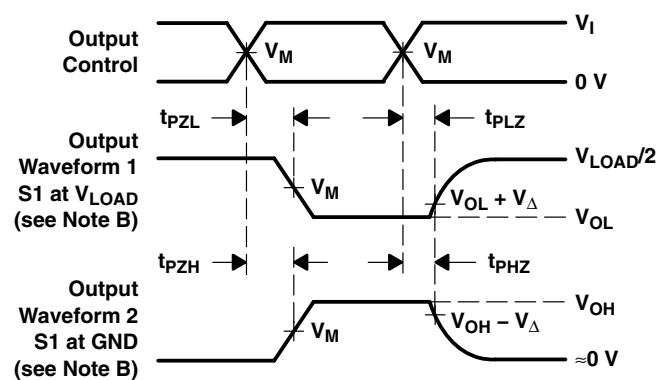 Output
Control
V_M
V_M
V_I
0 V
t_PZL
t_PLZ
Output
Waveform 1
S1 at V_LOAD
(see Note B)
V_M
V_LOAD/2
V_OL + V_Δ
V_OL
t_PZH
t_PHZ
Output
Waveform 2
S1 at GND
(see Note B)
V_M
V_OH
V_OH − V_Δ
≈0 V